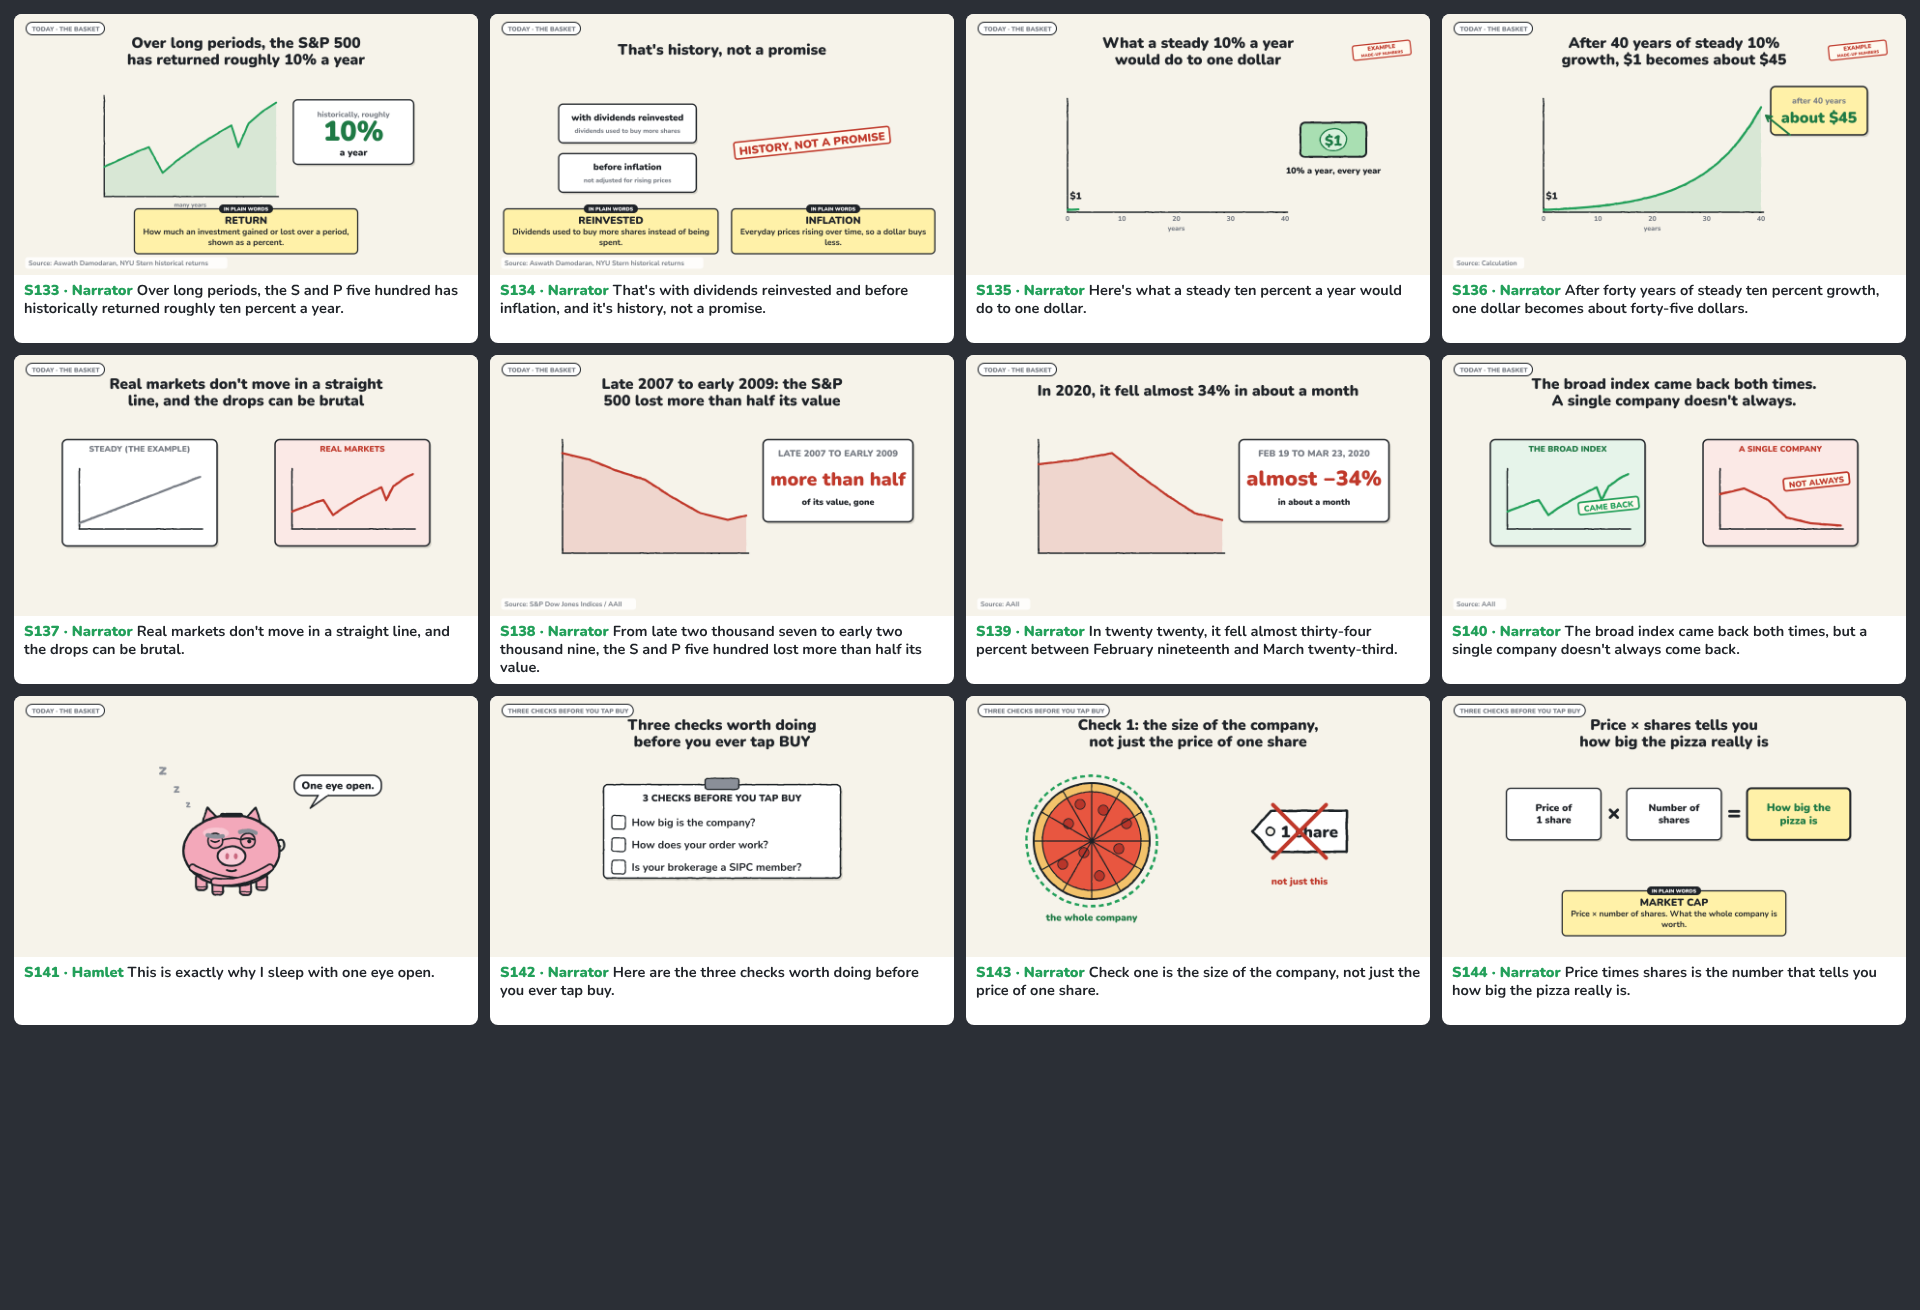 TODAY · THE BASKET
Over long periods, the S&P 500
has returned roughly 10% a year
historically, roughly
10%
a year
many years
IN PLAIN WORDS
RETURN
How much an investment gained or lost over a period,
shown as a percent.
Source: Aswath Damodaran, NYU Stern historical returns
S133 · Narrator Over long periods, the S and P five hundred has
historically returned roughly ten percent a year.
TODAY · THE BASKET
That's history, not a promise
with dividends reinvested
dividends used to buy more shares
before inflation
not adjusted for rising prices
HISTORY, NOT A PROMISE
IN PLAIN WORDS
REINVESTED
Dividends used to buy more shares instead of being
spent.
IN PLAIN WORDS
INFLATION
Everyday prices rising over time, so a dollar buys
less.
Source: Aswath Damodaran, NYU Stern historical returns
S134 · Narrator That's with dividends reinvested and before
inflation, and it's history, not a promise.
TODAY · THE BASKET
What a steady 10% a year
would do to one dollar
EXAMPLE
MADE-UP NUMBERS
$1
10% a year, every year
$1
0 10 20 30 40
years
S135 · Narrator Here's what a steady ten percent a year would
do to one dollar.
TODAY · THE BASKET
After 40 years of steady 10%
growth, $1 becomes about $45
EXAMPLE
MADE-UP NUMBERS
after 40 years
about $45
$1
0 10 20 30 40
years
Source: Calculation
S136 · Narrator After forty years of steady ten percent growth,
one dollar becomes about forty-five dollars.
TODAY · THE BASKET
Real markets don't move in a straight
line, and the drops can be brutal
STEADY (THE EXAMPLE)
REAL MARKETS
S137 · Narrator Real markets don't move in a straight line, and
the drops can be brutal.
TODAY · THE BASKET
Late 2007 to early 2009: the S&P
500 lost more than half its value
LATE 2007 TO EARLY 2009
more than half
of its value, gone
Source: S&P Dow Jones Indices / AAII
S138 · Narrator From late two thousand seven to early two
thousand nine, the S and P five hundred lost more than half its
value.
TODAY · THE BASKET
In 2020, it fell almost 34% in about a month
FEB 19 TO MAR 23, 2020
almost −34%
in about a month
Source: AAII
S139 · Narrator In twenty twenty, it fell almost thirty-four
percent between February nineteenth and March twenty-third.
TODAY · THE BASKET
The broad index came back both times.
A single company doesn't always.
THE BROAD INDEX
CAME BACK
A SINGLE COMPANY
NOT ALWAYS
Source: AAII
S140 · Narrator The broad index came back both times, but a
single company doesn't always come back.
TODAY · THE BASKET
z
z
z
One eye open.
S141 · Hamlet This is exactly why I sleep with one eye open.
THREE CHECKS BEFORE YOU TAP BUY
Three checks worth doing
before you ever tap BUY
3 CHECKS BEFORE YOU TAP BUY
How big is the company?
How does your order work?
Is your brokerage a SIPC member?
S142 · Narrator Here are the three checks worth doing before
you ever tap buy.
THREE CHECKS BEFORE YOU TAP BUY
Check 1: the size of the company,
not just the price of one share
1 share
the whole company
not just this
S143 · Narrator Check one is the size of the company, not just the
price of one share.
THREE CHECKS BEFORE YOU TAP BUY
Price × shares tells you
how big the pizza really is
Price of
1 share
×
Number of
shares
=
How big the
pizza is
IN PLAIN WORDS
MARKET CAP
Price × number of shares. What the whole company is
worth.
S144 · Narrator Price times shares is the number that tells you
how big the pizza really is.